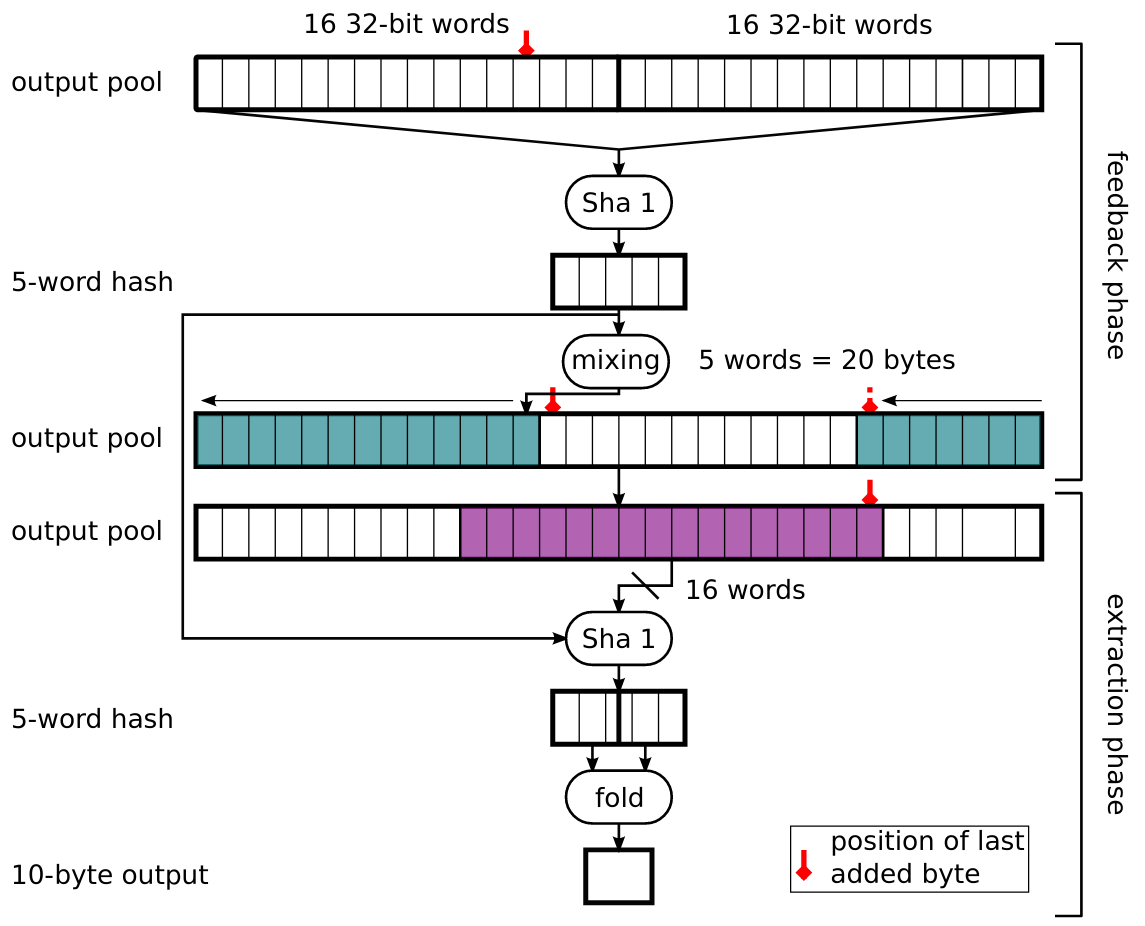 16 32-bit words
16 32-bit words
output pool
feedback phase
Sha 1
5-word hash
mixing
5 words = 20 bytes
output pool
output pool
16 words
extraction phase
Sha 1
5-word hash
fold
position of last
added byte
10-byte output